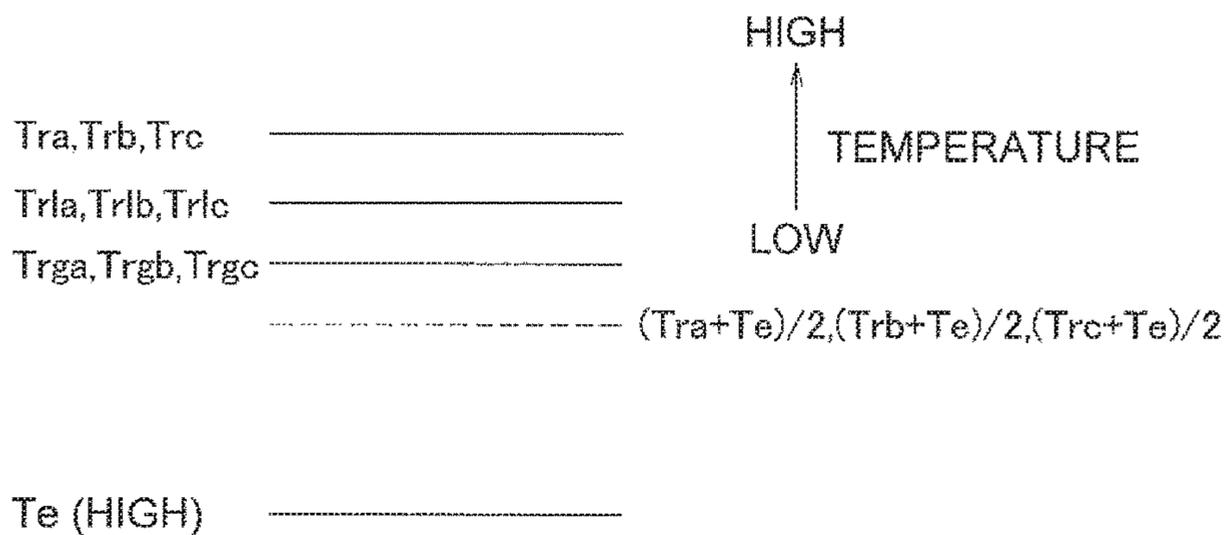 HIGH
Tra,Trb,Trc
TEMPERATURE
Trla,Trlb,Trlc
LOW
Trga,Trgb,Trgc
(Tra+Te)/2,(Trb+Te)/2,(Trc+Te)/2
Te (HIGH)